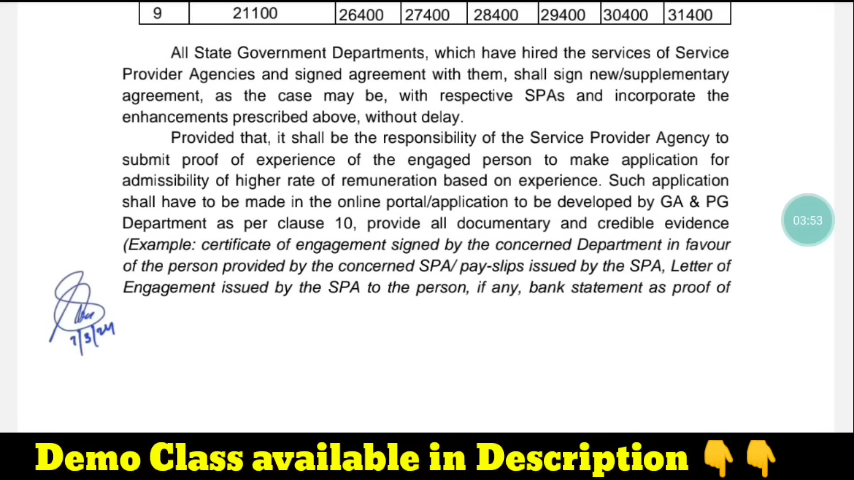 9 21100 26400 27400 28400 29400 30400 31400
All State Government Departments, which have hired the services of Service
Provider Agencies and signed agreement with them, shall sign new/supplementary
agreement, as the case may be, with respective SPAs and incorporate the
enhancements prescribed above, without delay.
Provided that, it shall be the responsibility of the Service Provider Agency to
submit proof of experience of the engaged person to make application for
admissibility of higher rate of remuneration based on experience. Such application
shall have to be made in the online portal/application to be developed by GA & PG
Department as per clause 10, provide all documentary and credible evidence
(Example: certificate of engagement signed by the concerned Department in favour
of the person provided by the concerned SPA/ pay-slips issued by the SPA, Letter of
Engagement issued by the SPA to the person, if any, bank statement as proof of
7/3/24
03:53
Demo Class available in Description 👇👇